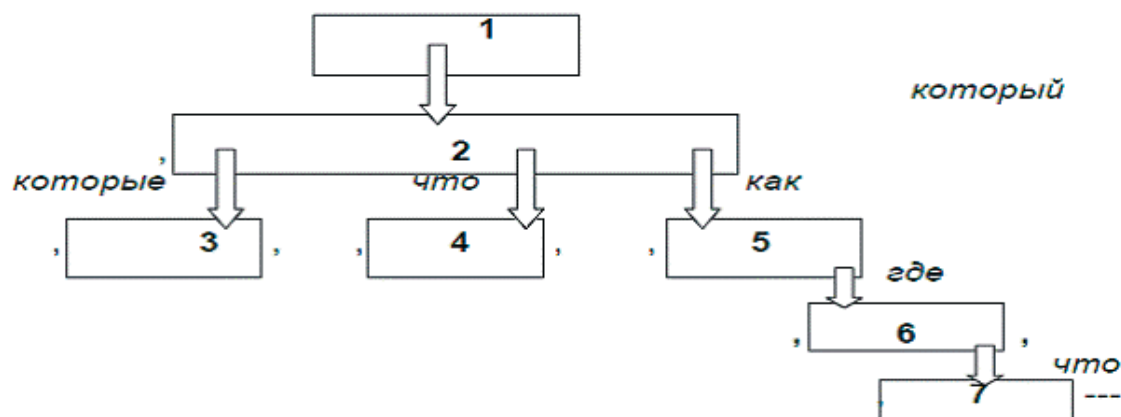 1
который
, 2
которые что как
, 3 , , 4 , , 5
где
, 6 ,
что
, 7 ---